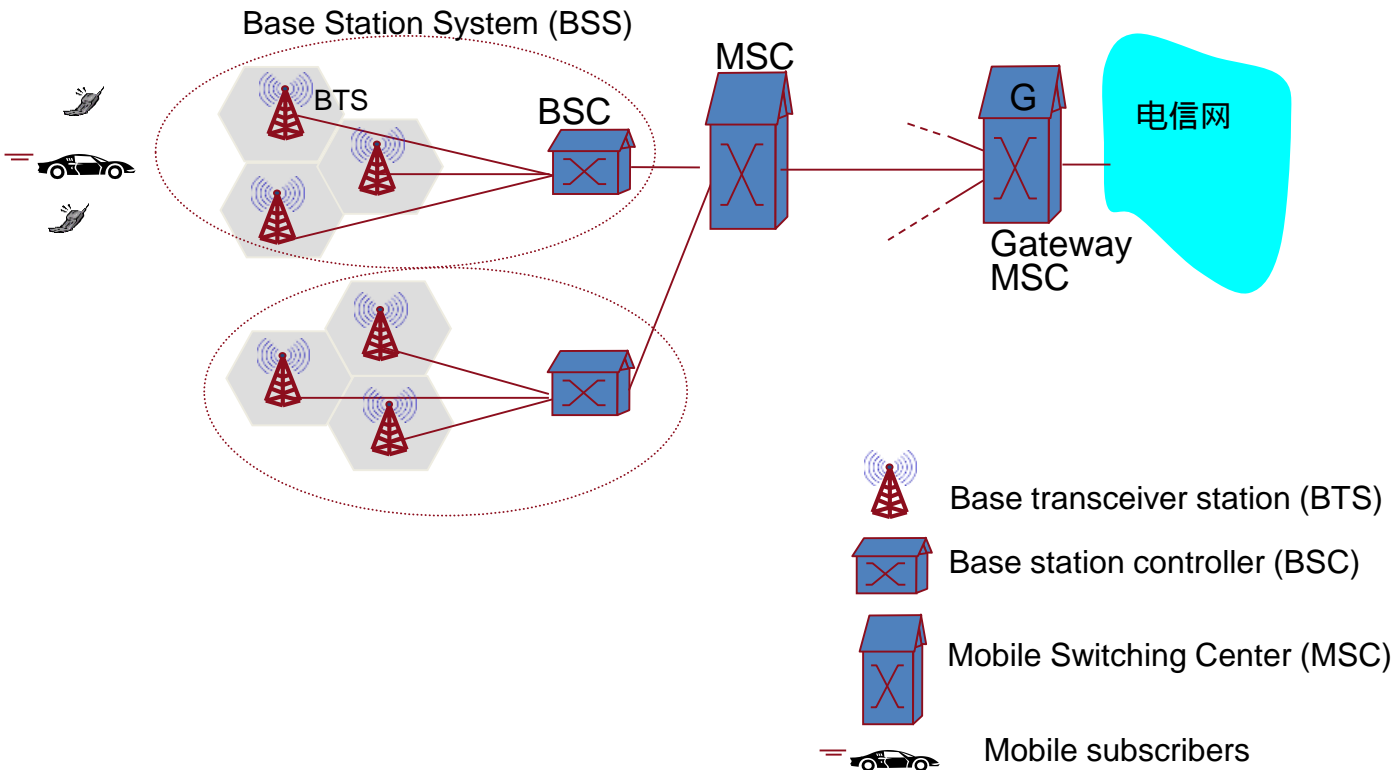 Base Station System (BSS)
BTS
BSC
MSC
G
电信网
Gateway
MSC
Base transceiver station (BTS)
Base station controller (BSC)
Mobile Switching Center (MSC)
Mobile subscribers